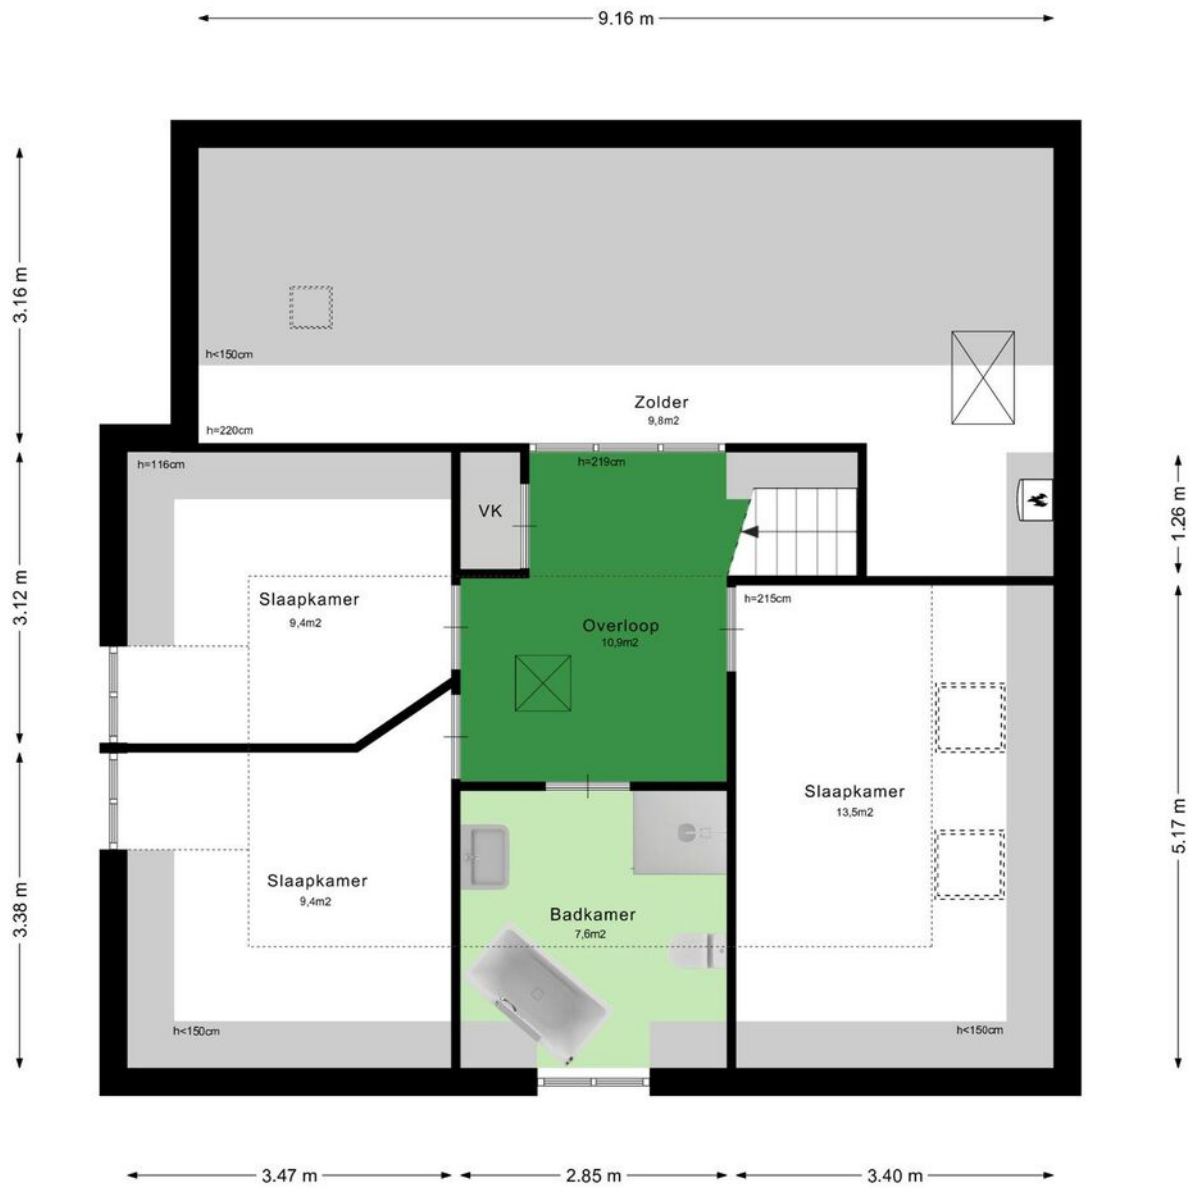 9.16 m
3.16 m
h<150cm
Zolder
9,8m2
h=220cm
h=116cm
h=219cm
VK
1.26 m
3.12 m
Slaapkamer
9,4m2
h=215cm
Overloop
10,9m2
Slaapkamer
13,5m2
5.17 m
Slaapkamer
9,4m2
3.38 m
Badkamer
7,6m2
h<150cm
h<150cm
3.47 m
2.85 m
3.40 m